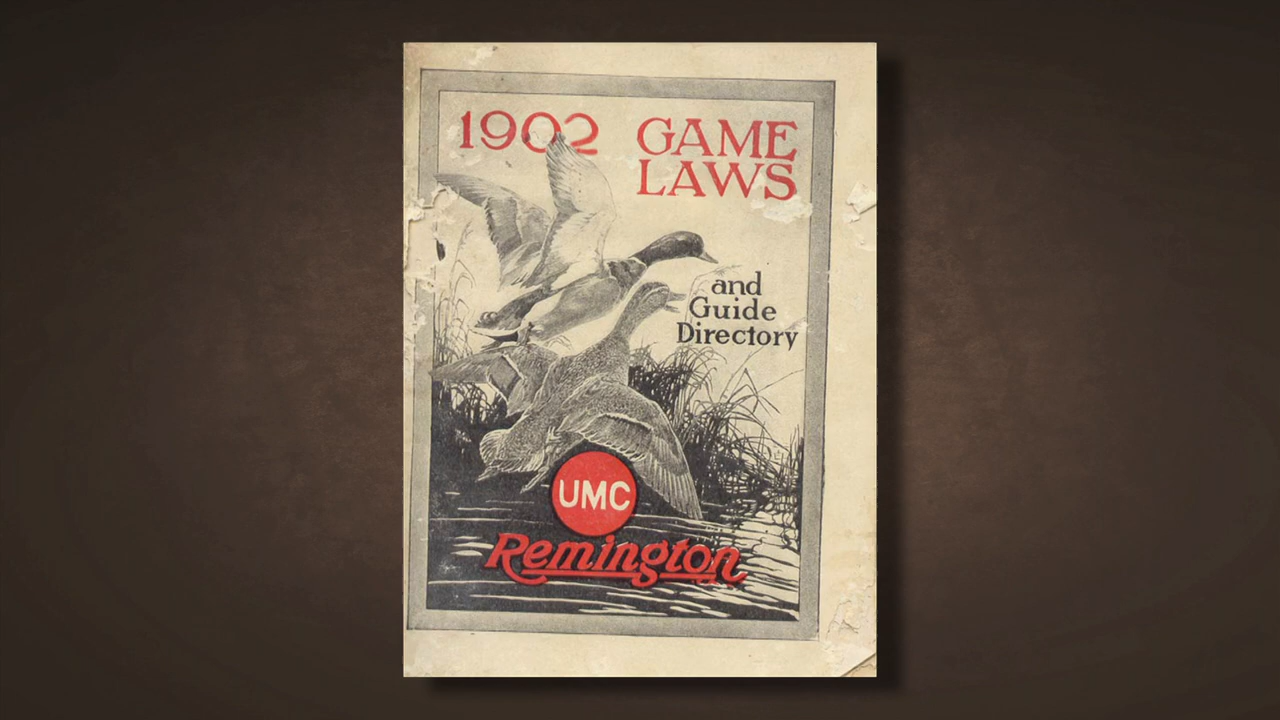 1902 GAME
LAWS
and
Guide
Directory
UMC
Remington